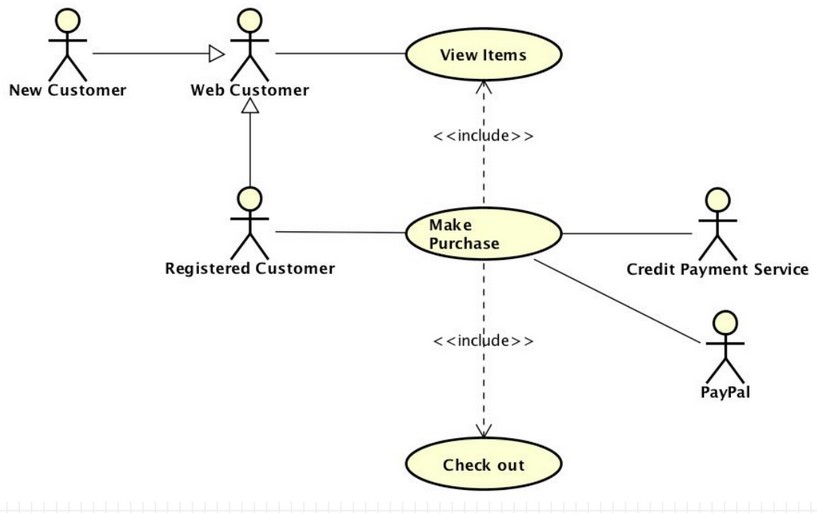 View Items
New Customer
Web Customer
<<include>>
Make
Purchase
Registered Customer
Credit Payment Service
<<include>>
PayPal
Check out